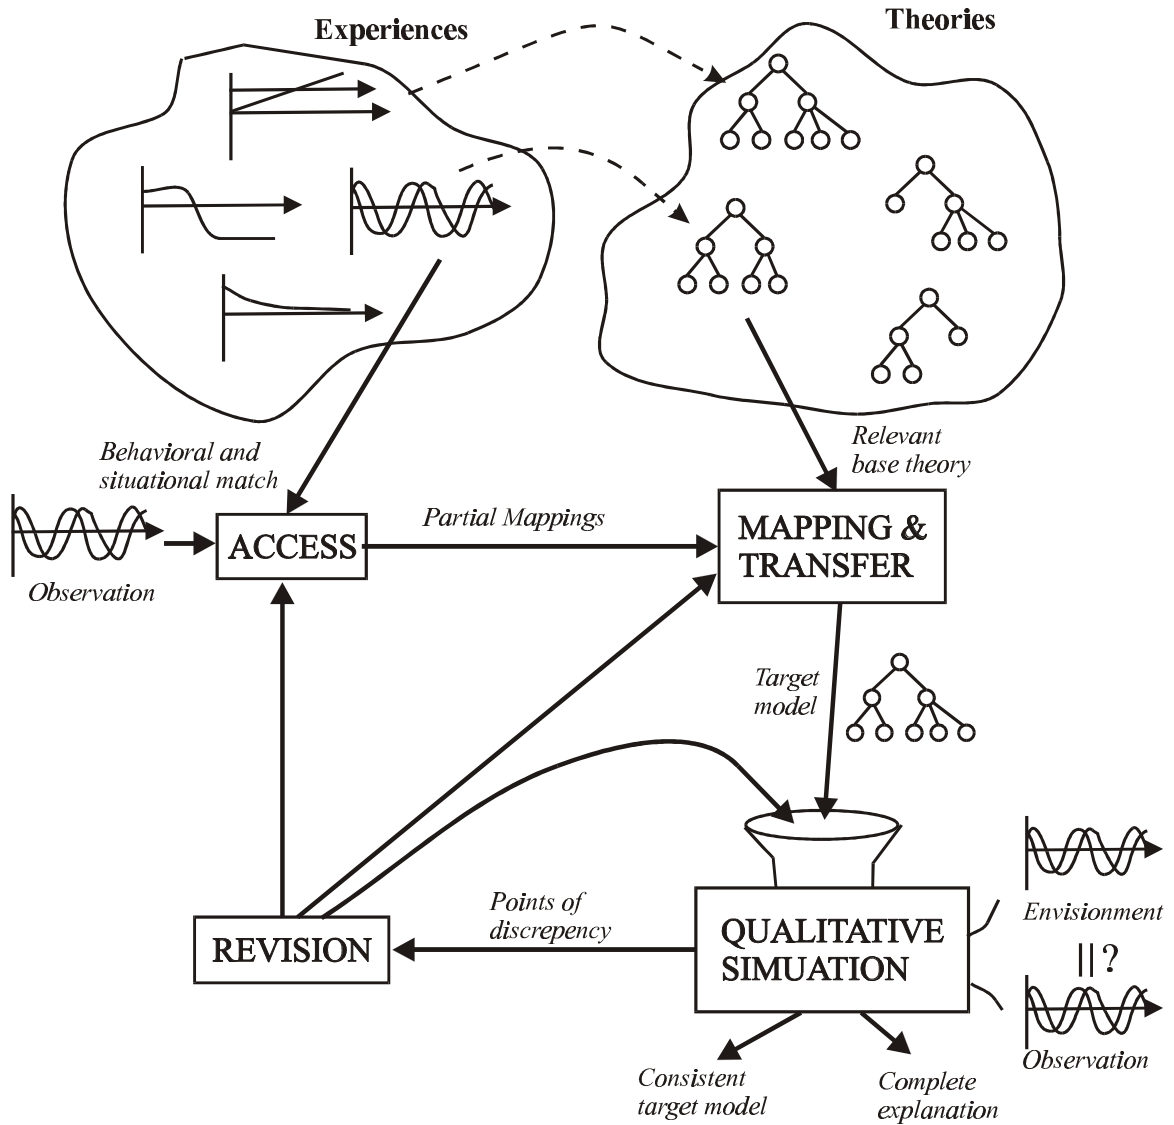 Experiences
Theories
Behavioral and
situational match
Relevant
base theory
Observation
ACCESS
Partial Mappings
MAPPING &
TRANSFER
Target
model
Points of
discrepency
REVISION
QUALITATIVE
SIMUATION
Envisionment
||?
Observation
Consistent
target model
Complete
explanation